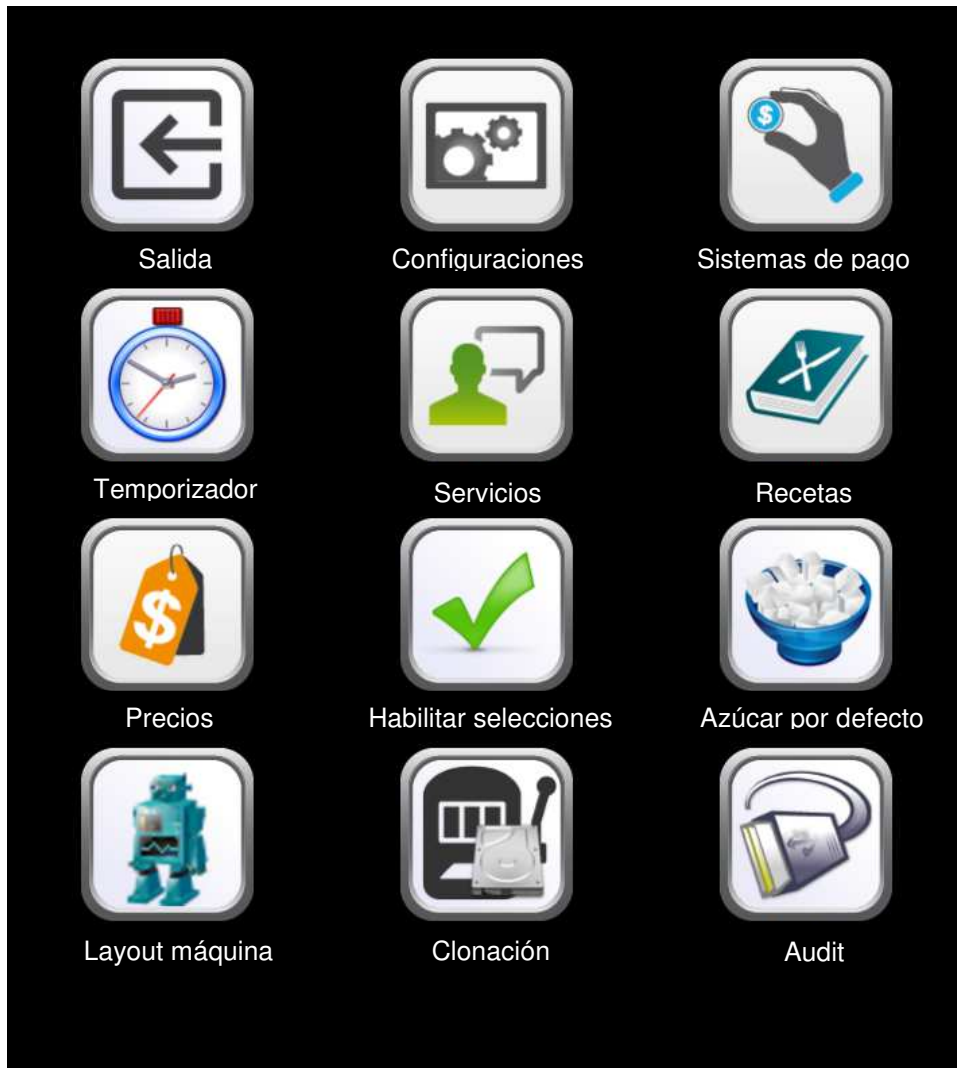 Salida
Configuraciones
Sistemas de pago
Temporizador
Servicios
Recetas
$
Precios
Habilitar selecciones
Azúcar por defecto
Layout máquina
Clonación
Audit